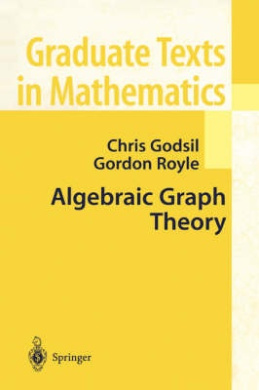 Graduate Texts
in Mathematics
Chris Godsil
Gordon Royle
Algebraic Graph
Theory
Springer